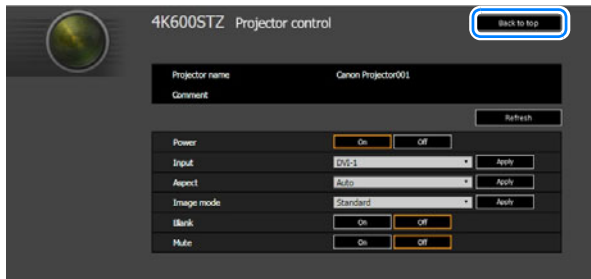 4K600STZ Projector control
Back to top
Projector name Canon Projector001
Comment
Refresh
Power On Off
Input DVI-1 Apply
Aspect Auto Apply
Image mode Standard Apply
Blank On Off
Mute On Off